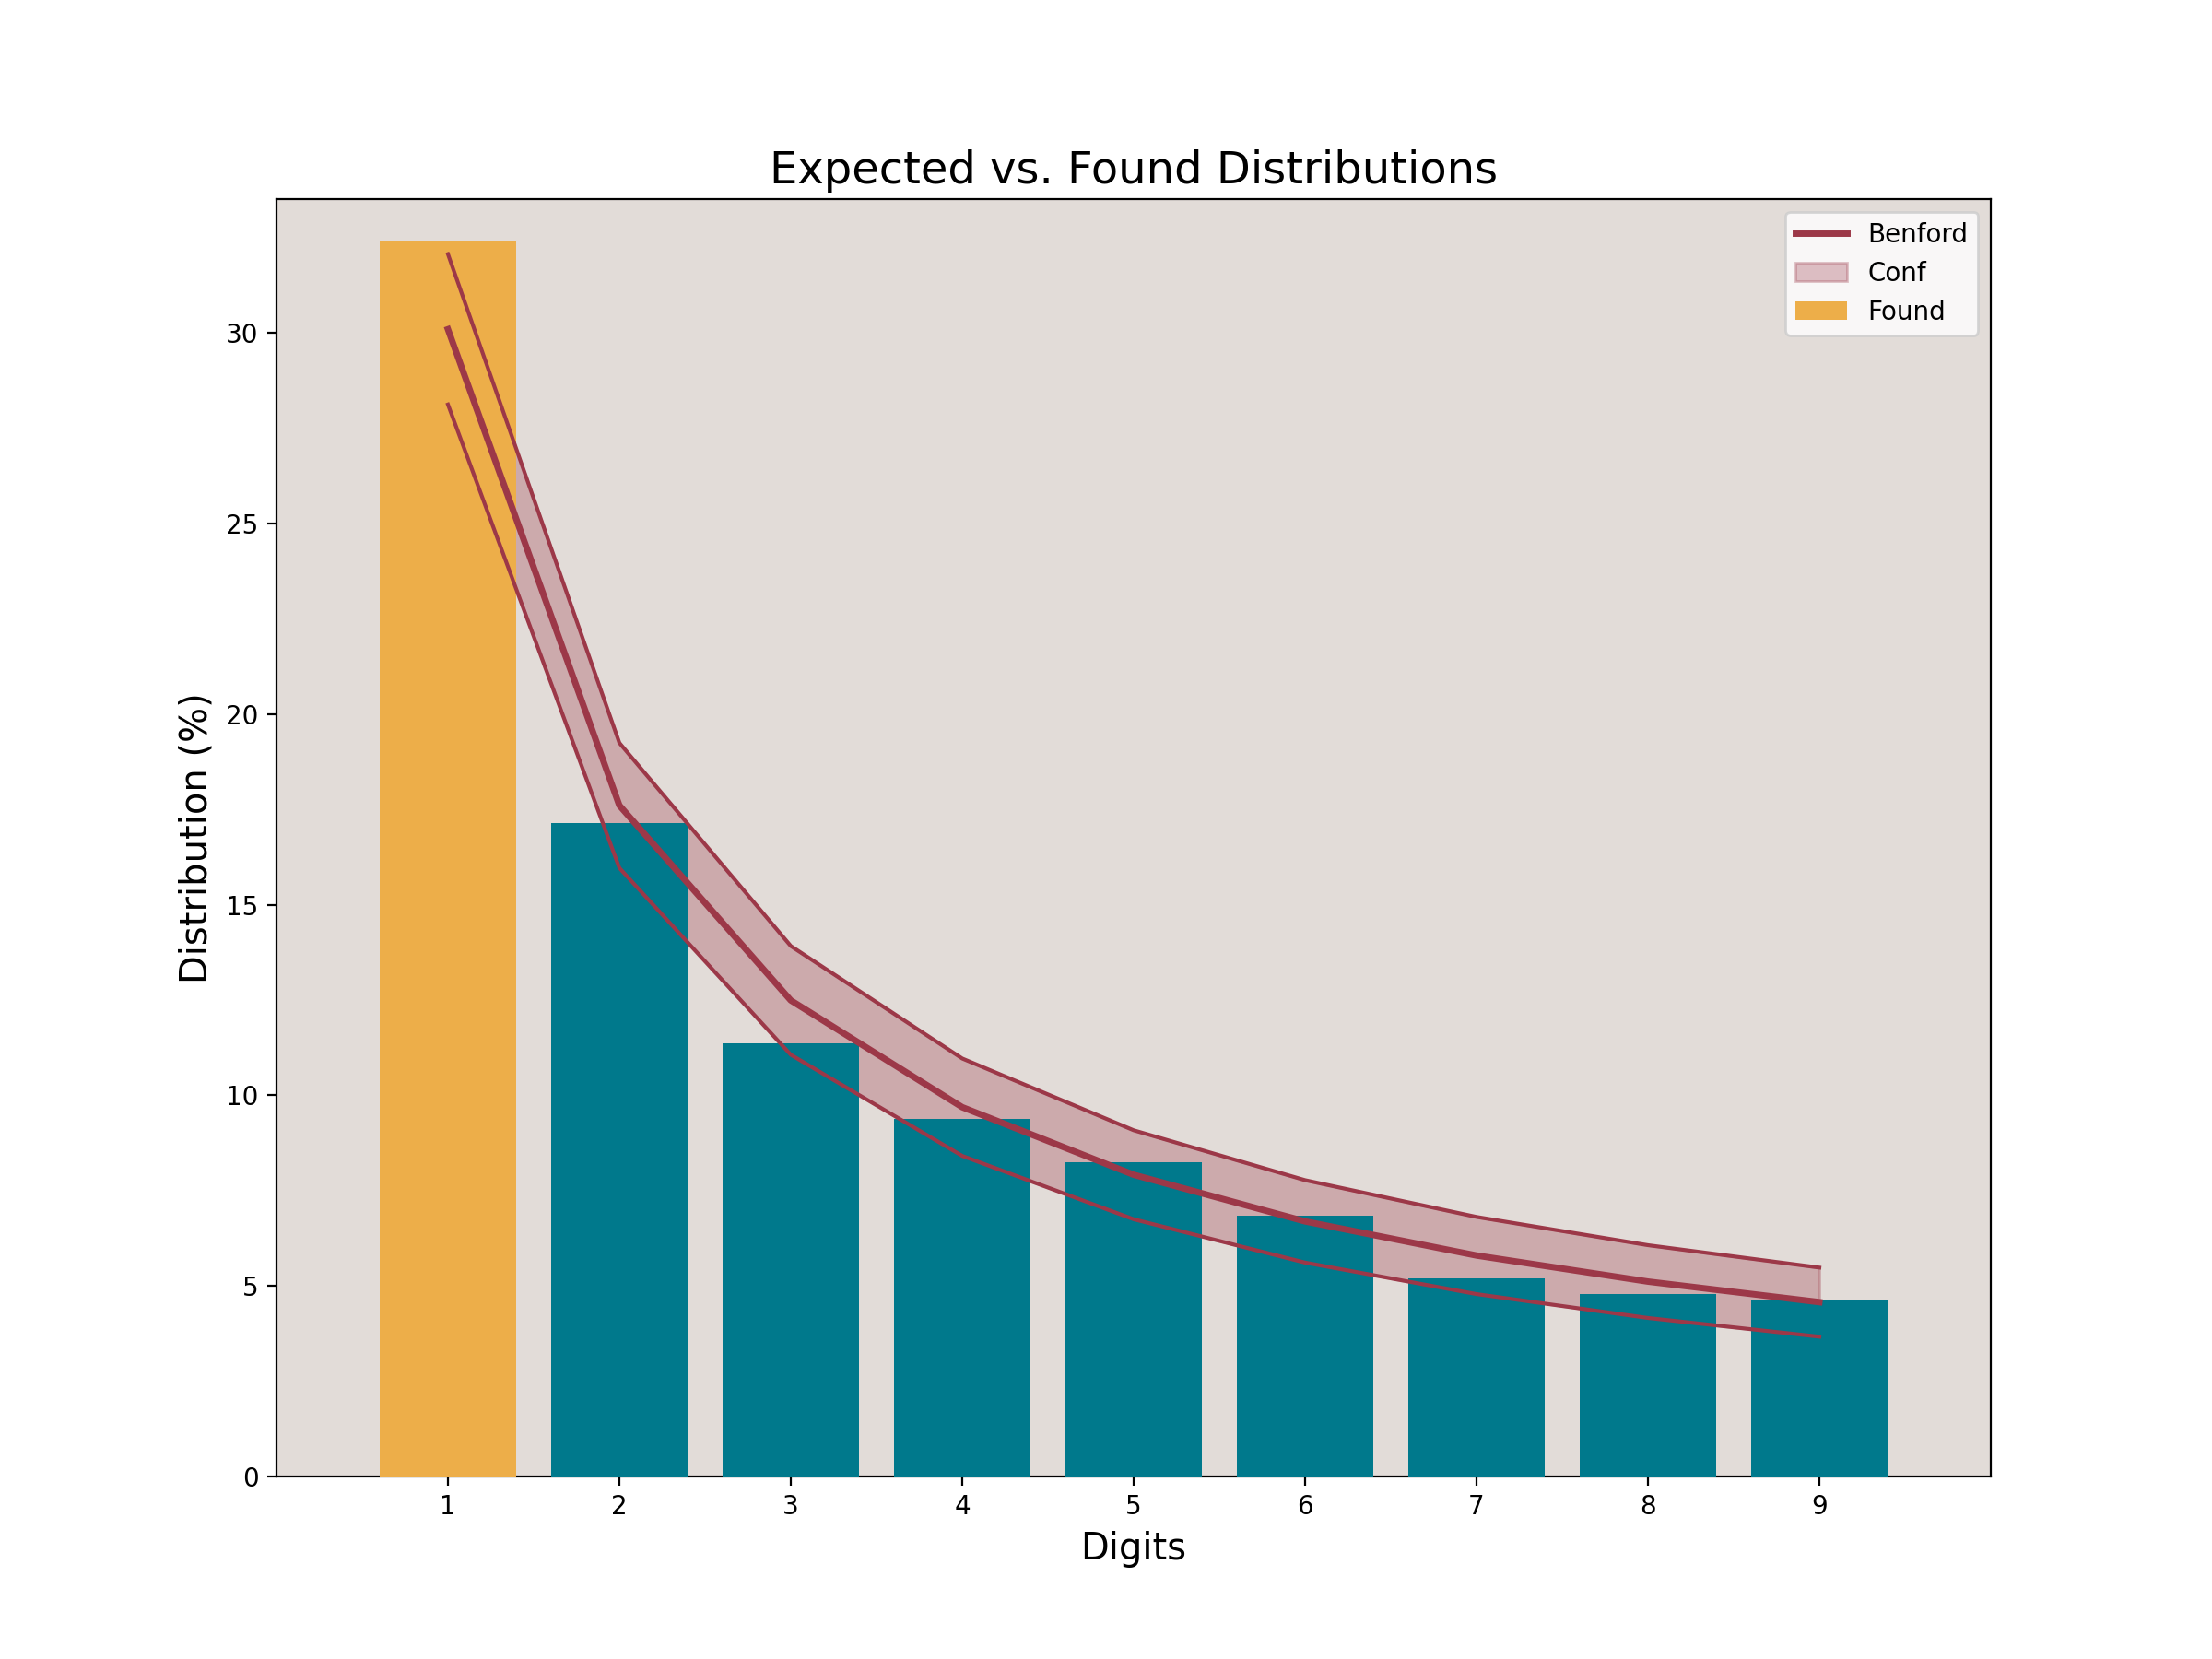 Expected vs. Found Distributions
Benford
Conf
Found
Distribution (%)
30
25
20
15
10
5
0
1 2 3 4 5 6 7 8 9
Digits